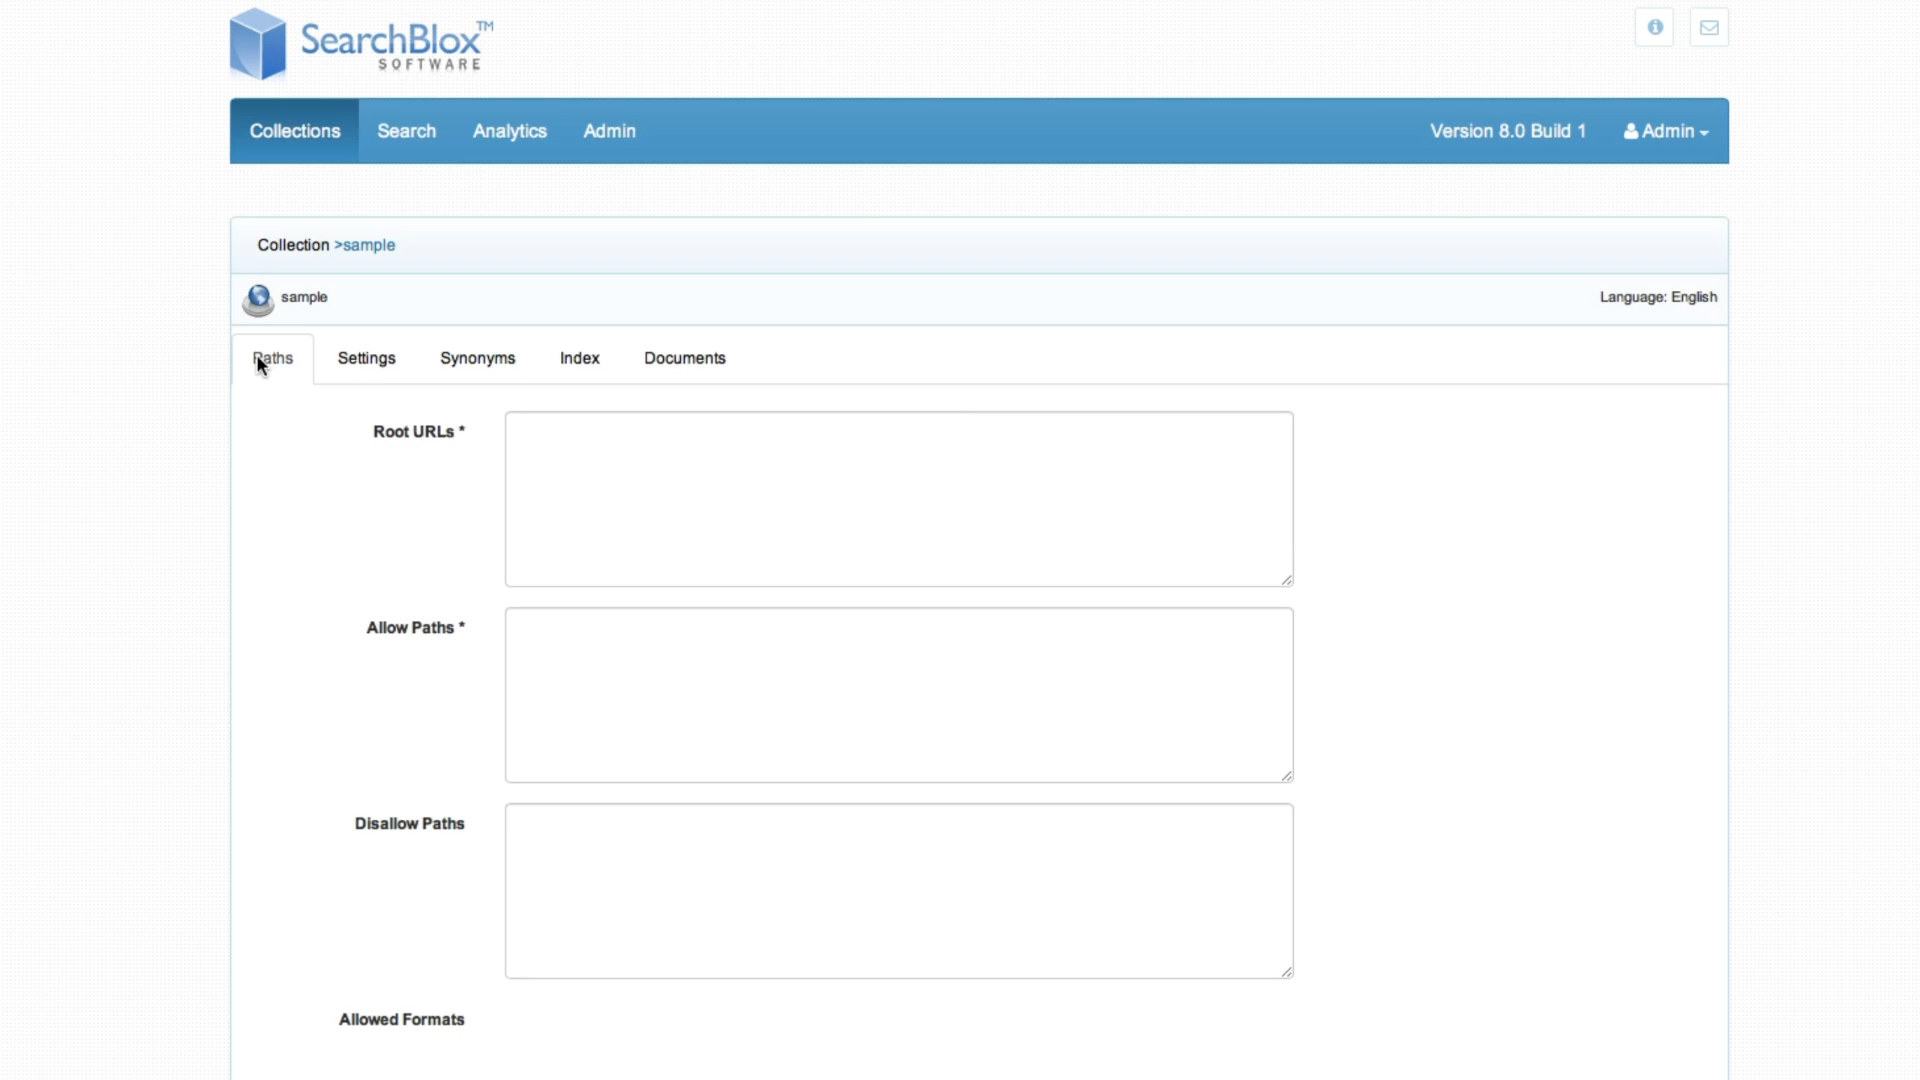 SearchBlox™
SOFTWARE
Collections Search Analytics Admin Version 8.0 Build 1 Admin
Collection >sample
sample Language: English
Paths Settings Synonyms Index Documents
Root URLs *
Allow Paths *
Disallow Paths
Allowed Formats